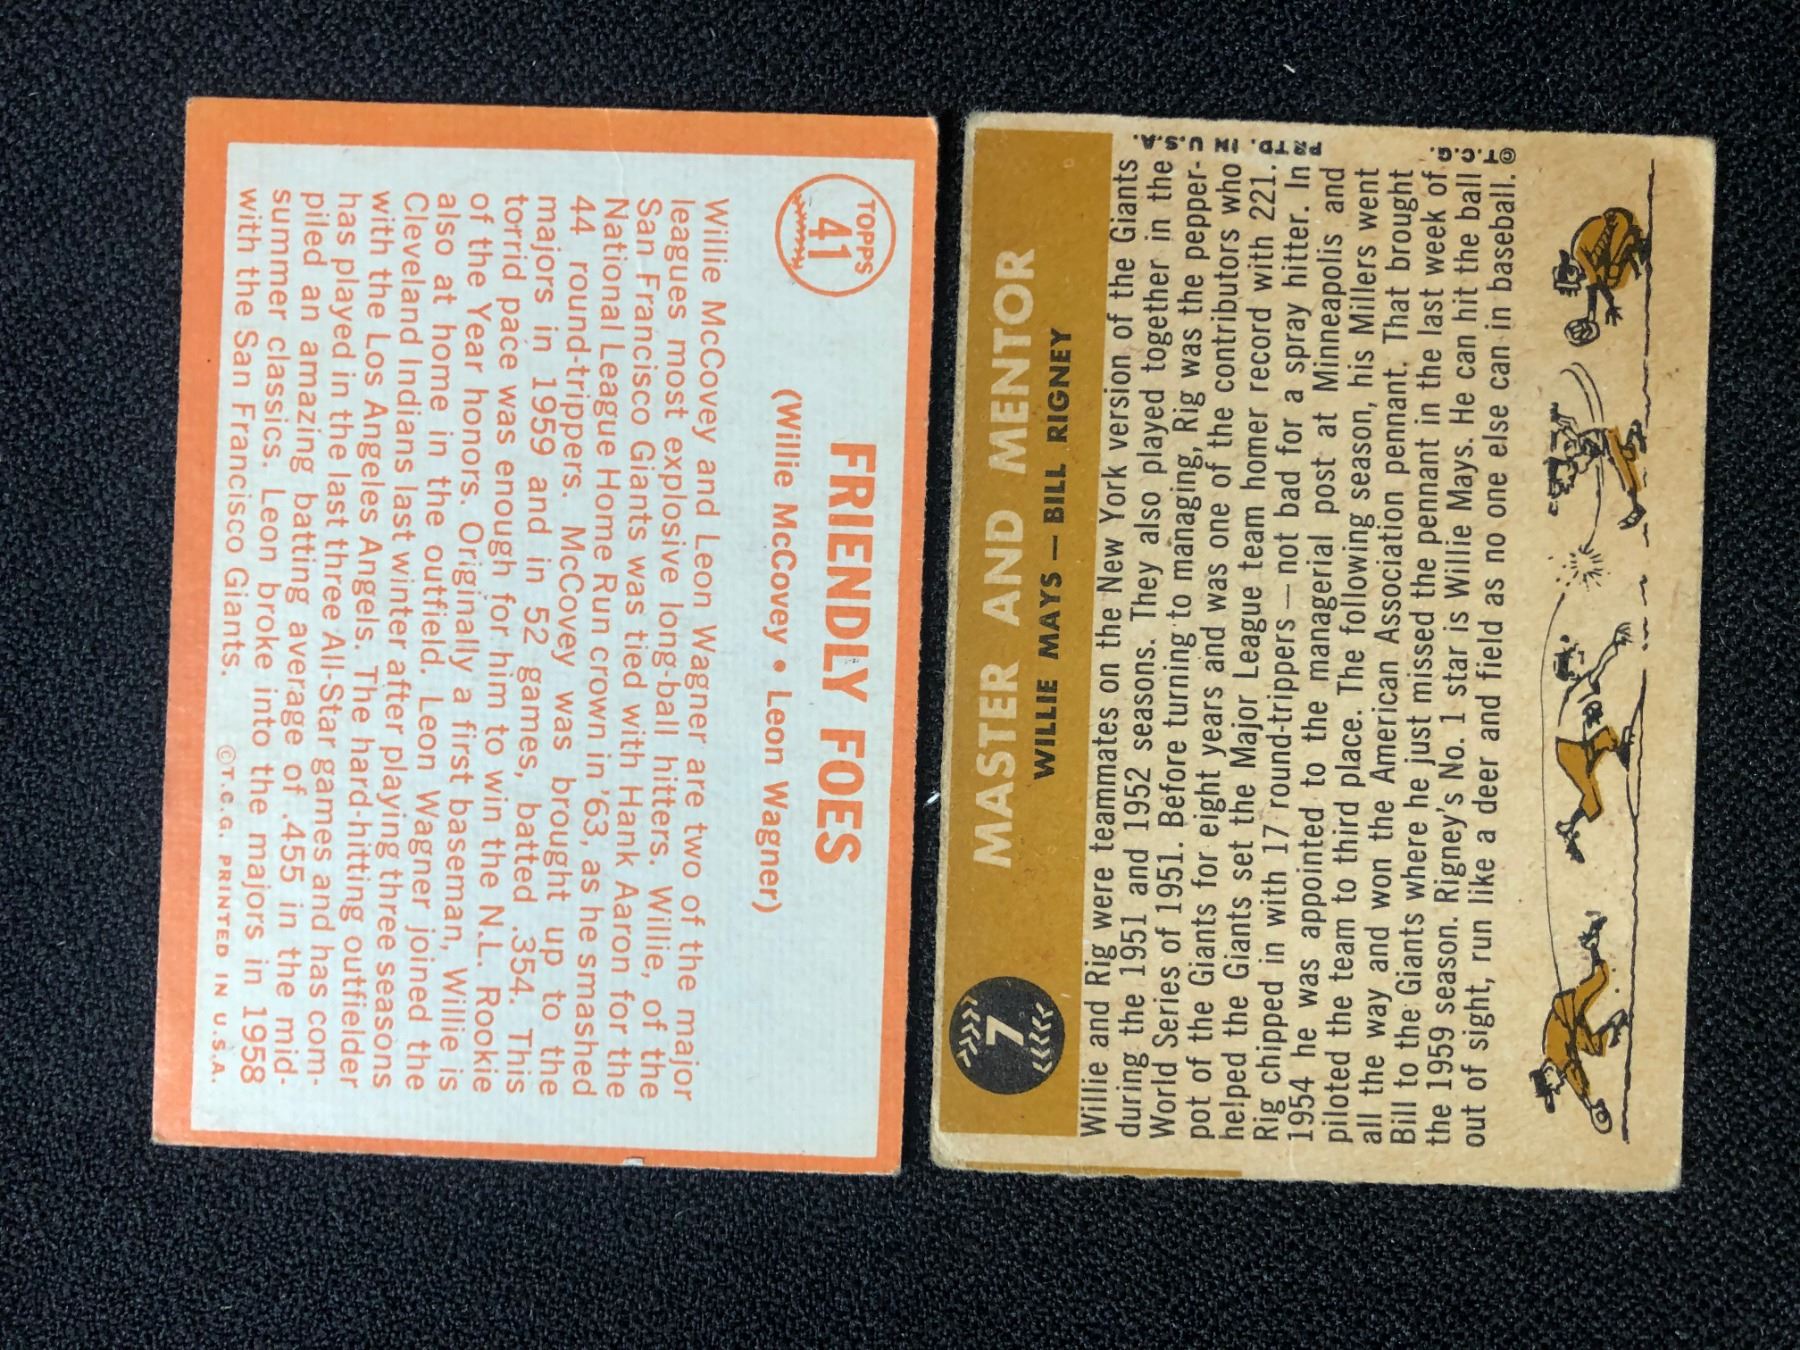 TOPPS
41
FRIENDLY FOES
(Willie McCovey • Leon Wagner)
Willie McCovey and Leon Wagner are two of the major
leagues most explosive long-ball hitters. Willie, of the
San Francisco Giants was tied with Hank Aaron for the
National League Home Run crown in '63, as he smashed
44 round-trippers. McCovey was brought up to the
majors in 1959 and in 52 games, batted .354. This
torrid pace was enough for him to win the N.L. Rookie
of the Year honors. Originally a first baseman, Willie is
also at home in the outfield. Leon Wagner joined the
Cleveland Indians last winter after playing three seasons
with the Los Angeles Angels. The hard-hitting outfielder
has played in the last three All-Star games and has com-
piled an amazing batting average of .455 in the mid-
summer classics. Leon broke into the majors in 1958
with the San Francisco Giants.
©T.C.G. PRINTED IN U.S.A.
7
MASTER AND MENTOR
WILLIE MAYS — BILL RIGNEY
Willie and Rig were teammates on the New York version of the Giants
during the 1951 and 1952 seasons. They also played together in the
World Series of 1951. Before turning to managing, Rig was the pepper-
pot of the Giants for eight years and was one of the contributors who
helped the Giants set the Major League team homer record with 221.
Rig chipped in with 17 round-trippers — not bad for a spray hitter. In
1954 he was appointed to the managerial post at Minneapolis and
piloted the team to third place. The following season, his Millers went
all the way and won the American Association pennant. That brought
Bill to the Giants where he just missed the pennant in the last week of
the 1959 season. Rigney's No. 1 star is Willie Mays. He can hit the ball
out of sight, run like a deer and field as no one else can in baseball.
©T.C.G. PRTD. IN U.S.A.